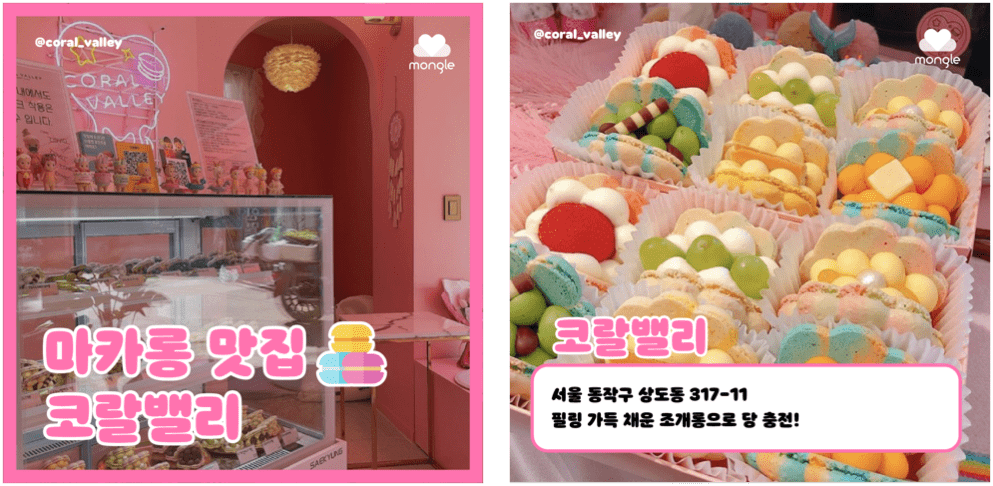 @coral_valley
mongle
CORAL
VALLEY
마카롱 맛집
코랄밸리
SAERYUNG
@coral_valley
mongle
코랄밸리
서울 동작구 상도동 317-11
필링 가득 채운 조개롱으로 당 충전!